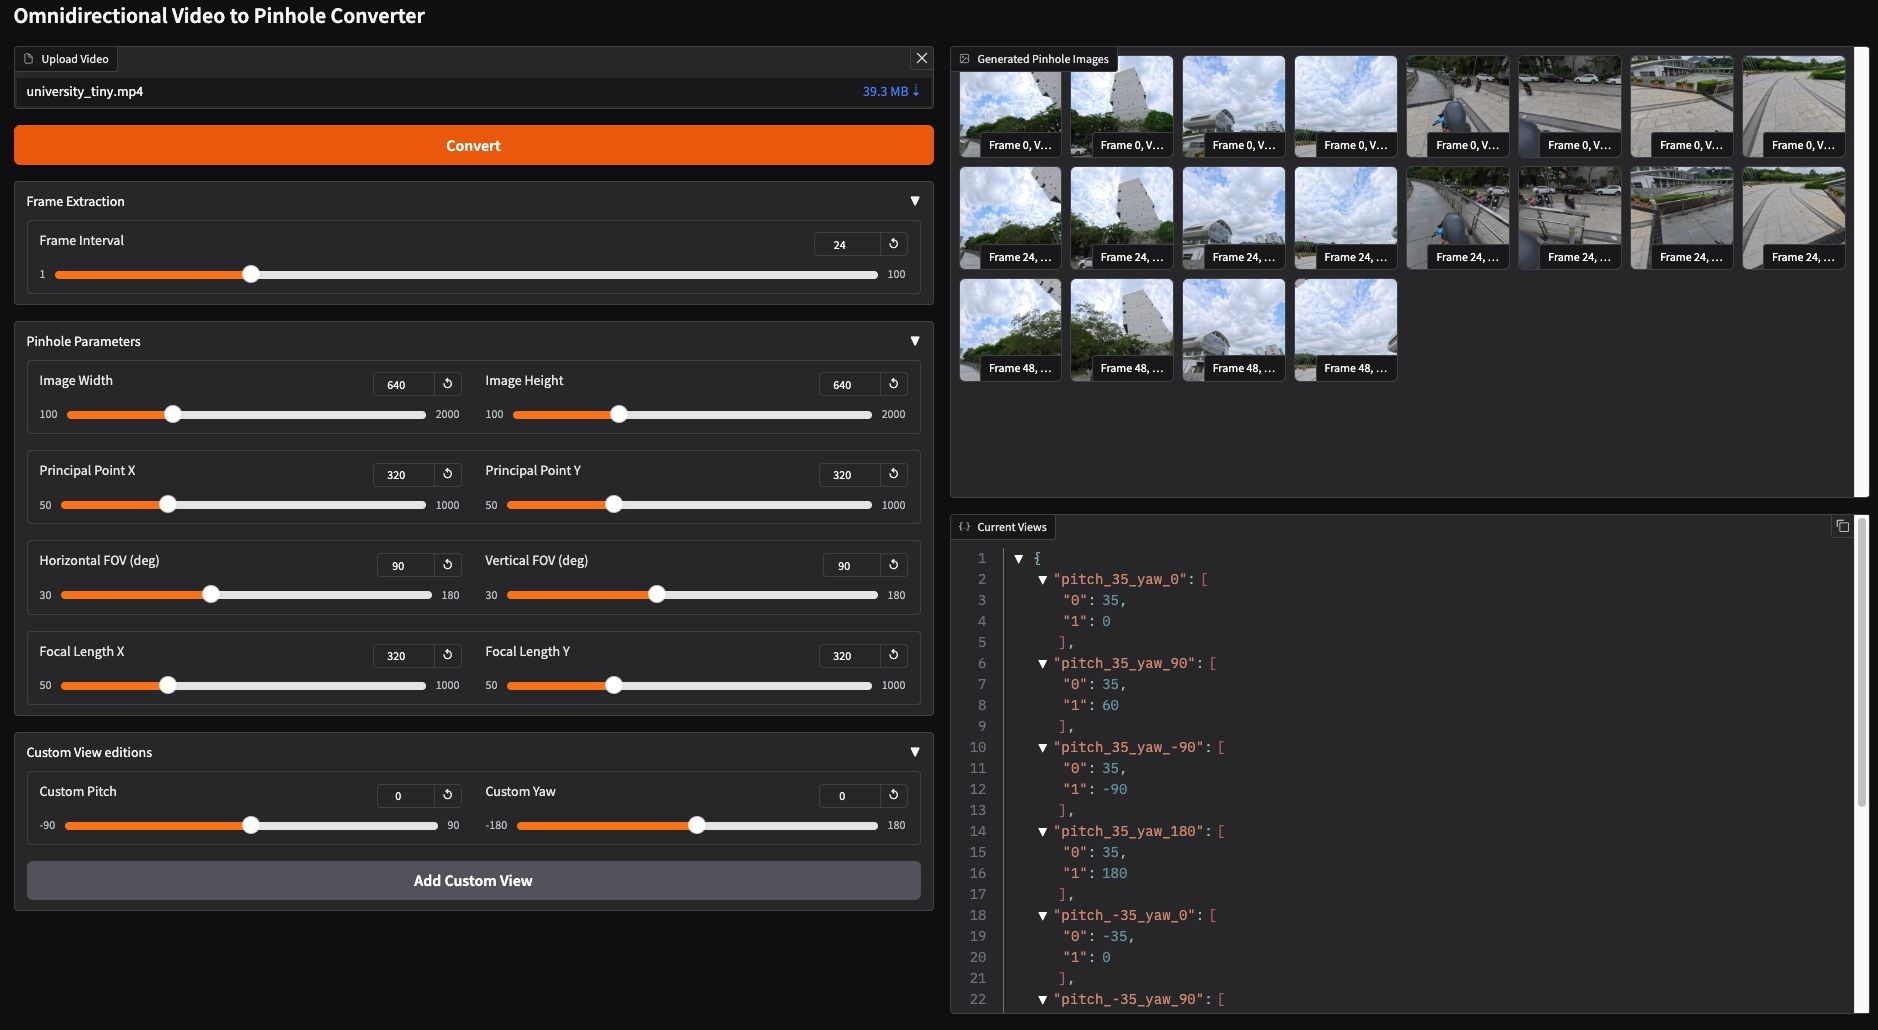 Omnidirectional Video to Pinhole Converter
Upload Video
university_tiny.mp4
39.3 MB ↓
Convert
Frame Extraction
Frame Interval
24
1
100
Pinhole Parameters
Image Width
640
100
2000
Image Height
640
100
2000
Principal Point X
320
50
1000
Principal Point Y
320
50
1000
Horizontal FOV (deg)
90
30
180
Vertical FOV (deg)
90
30
180
Focal Length X
320
50
1000
Focal Length Y
320
50
1000
Custom View editions
Custom Pitch
0
-90
90
Custom Yaw
0
-180
180
Add Custom View
Generated Pinhole Images
Frame 0, V...
Frame 0, V...
Frame 0, V...
Frame 0, V...
Frame 0, V...
Frame 0, V...
Frame 0, V...
Frame 0, V...
Frame 24, ...
Frame 24, ...
Frame 24, ...
Frame 24, ...
Frame 24, ...
Frame 24, ...
Frame 24, ...
Frame 24, ...
Frame 48, ...
Frame 48, ...
Frame 48, ...
Frame 48, ...
Current Views
1 {
2 "pitch_35_yaw_0": [
3 "0": 35,
4 "1": 0
5 ],
6 "pitch_35_yaw_90": [
7 "0": 35,
8 "1": 60
9 ],
10 "pitch_35_yaw_-90": [
11 "0": 35,
12 "1": -90
13 ],
14 "pitch_35_yaw_180": [
15 "0": 35,
16 "1": 180
17 ],
18 "pitch_-35_yaw_0": [
19 "0": -35,
20 "1": 0
21 ],
22 "pitch_-35_yaw_90": [